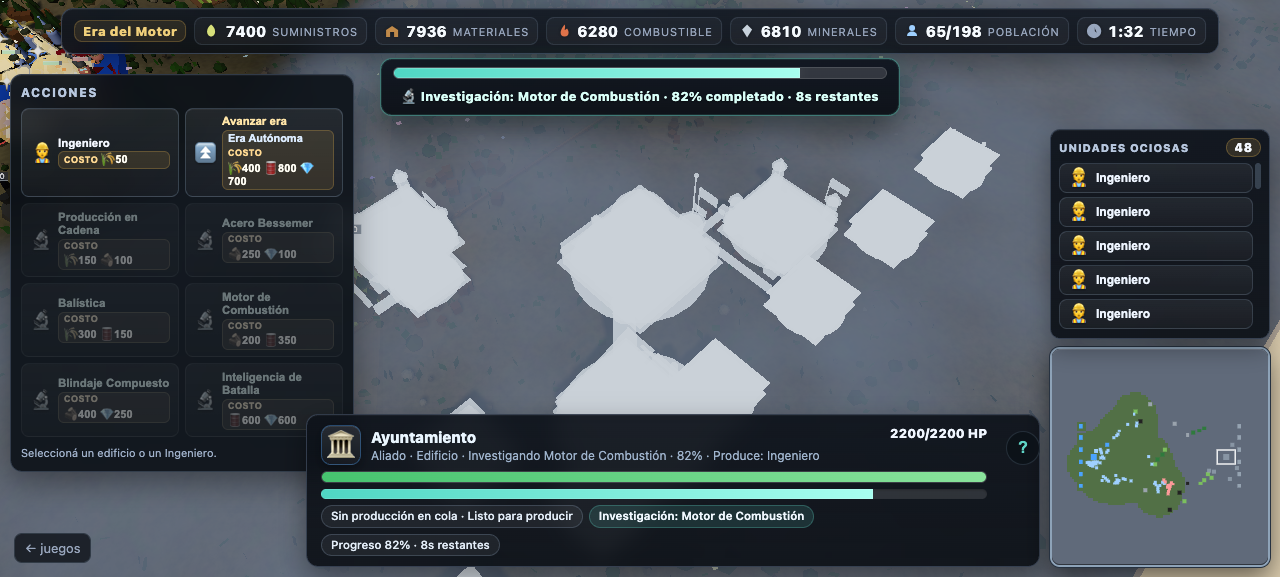 Era del Motor
7400 SUMINISTROS
7936 MATERIALES
6280 COMBUSTIBLE
6810 MINERALES
65/198 POBLACIÓN
1:32 TIEMPO
Investigación: Motor de Combustión · 82% completado · 8s restantes
ACCIONES
Ingeniero
COSTO 50
Avanzar era
Era Autónoma
COSTO
400 800
700
Producción en
Cadena
COSTO
150 100
Acero Bessemer
COSTO
250 100
Balística
COSTO
300 150
Motor de
Combustión
COSTO
200 350
Blindaje Compuesto
COSTO
400 250
Inteligencia de
Batalla
COSTO
600 600
Seleccioná un edificio o un Ingeniero.
UNIDADES OCIOSAS 48
Ingeniero
Ingeniero
Ingeniero
Ingeniero
Ingeniero
Ayuntamiento
2200/2200 HP
?
Aliado · Edificio · Investigando Motor de Combustión · 82% · Produce: Ingeniero
Sin producción en cola · Listo para producir
Investigación: Motor de Combustión
Progreso 82% · 8s restantes
← juegos